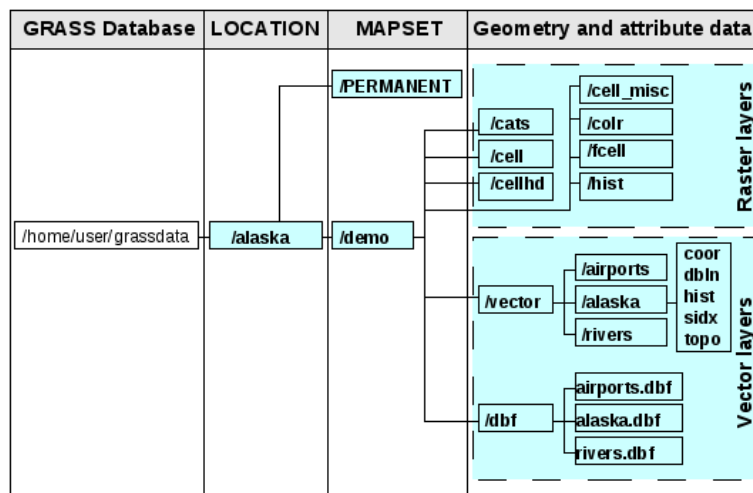 GRASS Database
LOCATION
MAPSET
Geometry and attribute data
/home/user/grassdata
/alaska
/PERMANENT
/demo
/cats
/cell
/cellhd
/cell_misc
/colr
/fcell
/hist
Raster layers
/vector
/airports
/alaska
/rivers
coor
dbln
hist
sidx
topo
/dbf
airports.dbf
alaska.dbf
rivers.dbf
Vector layers